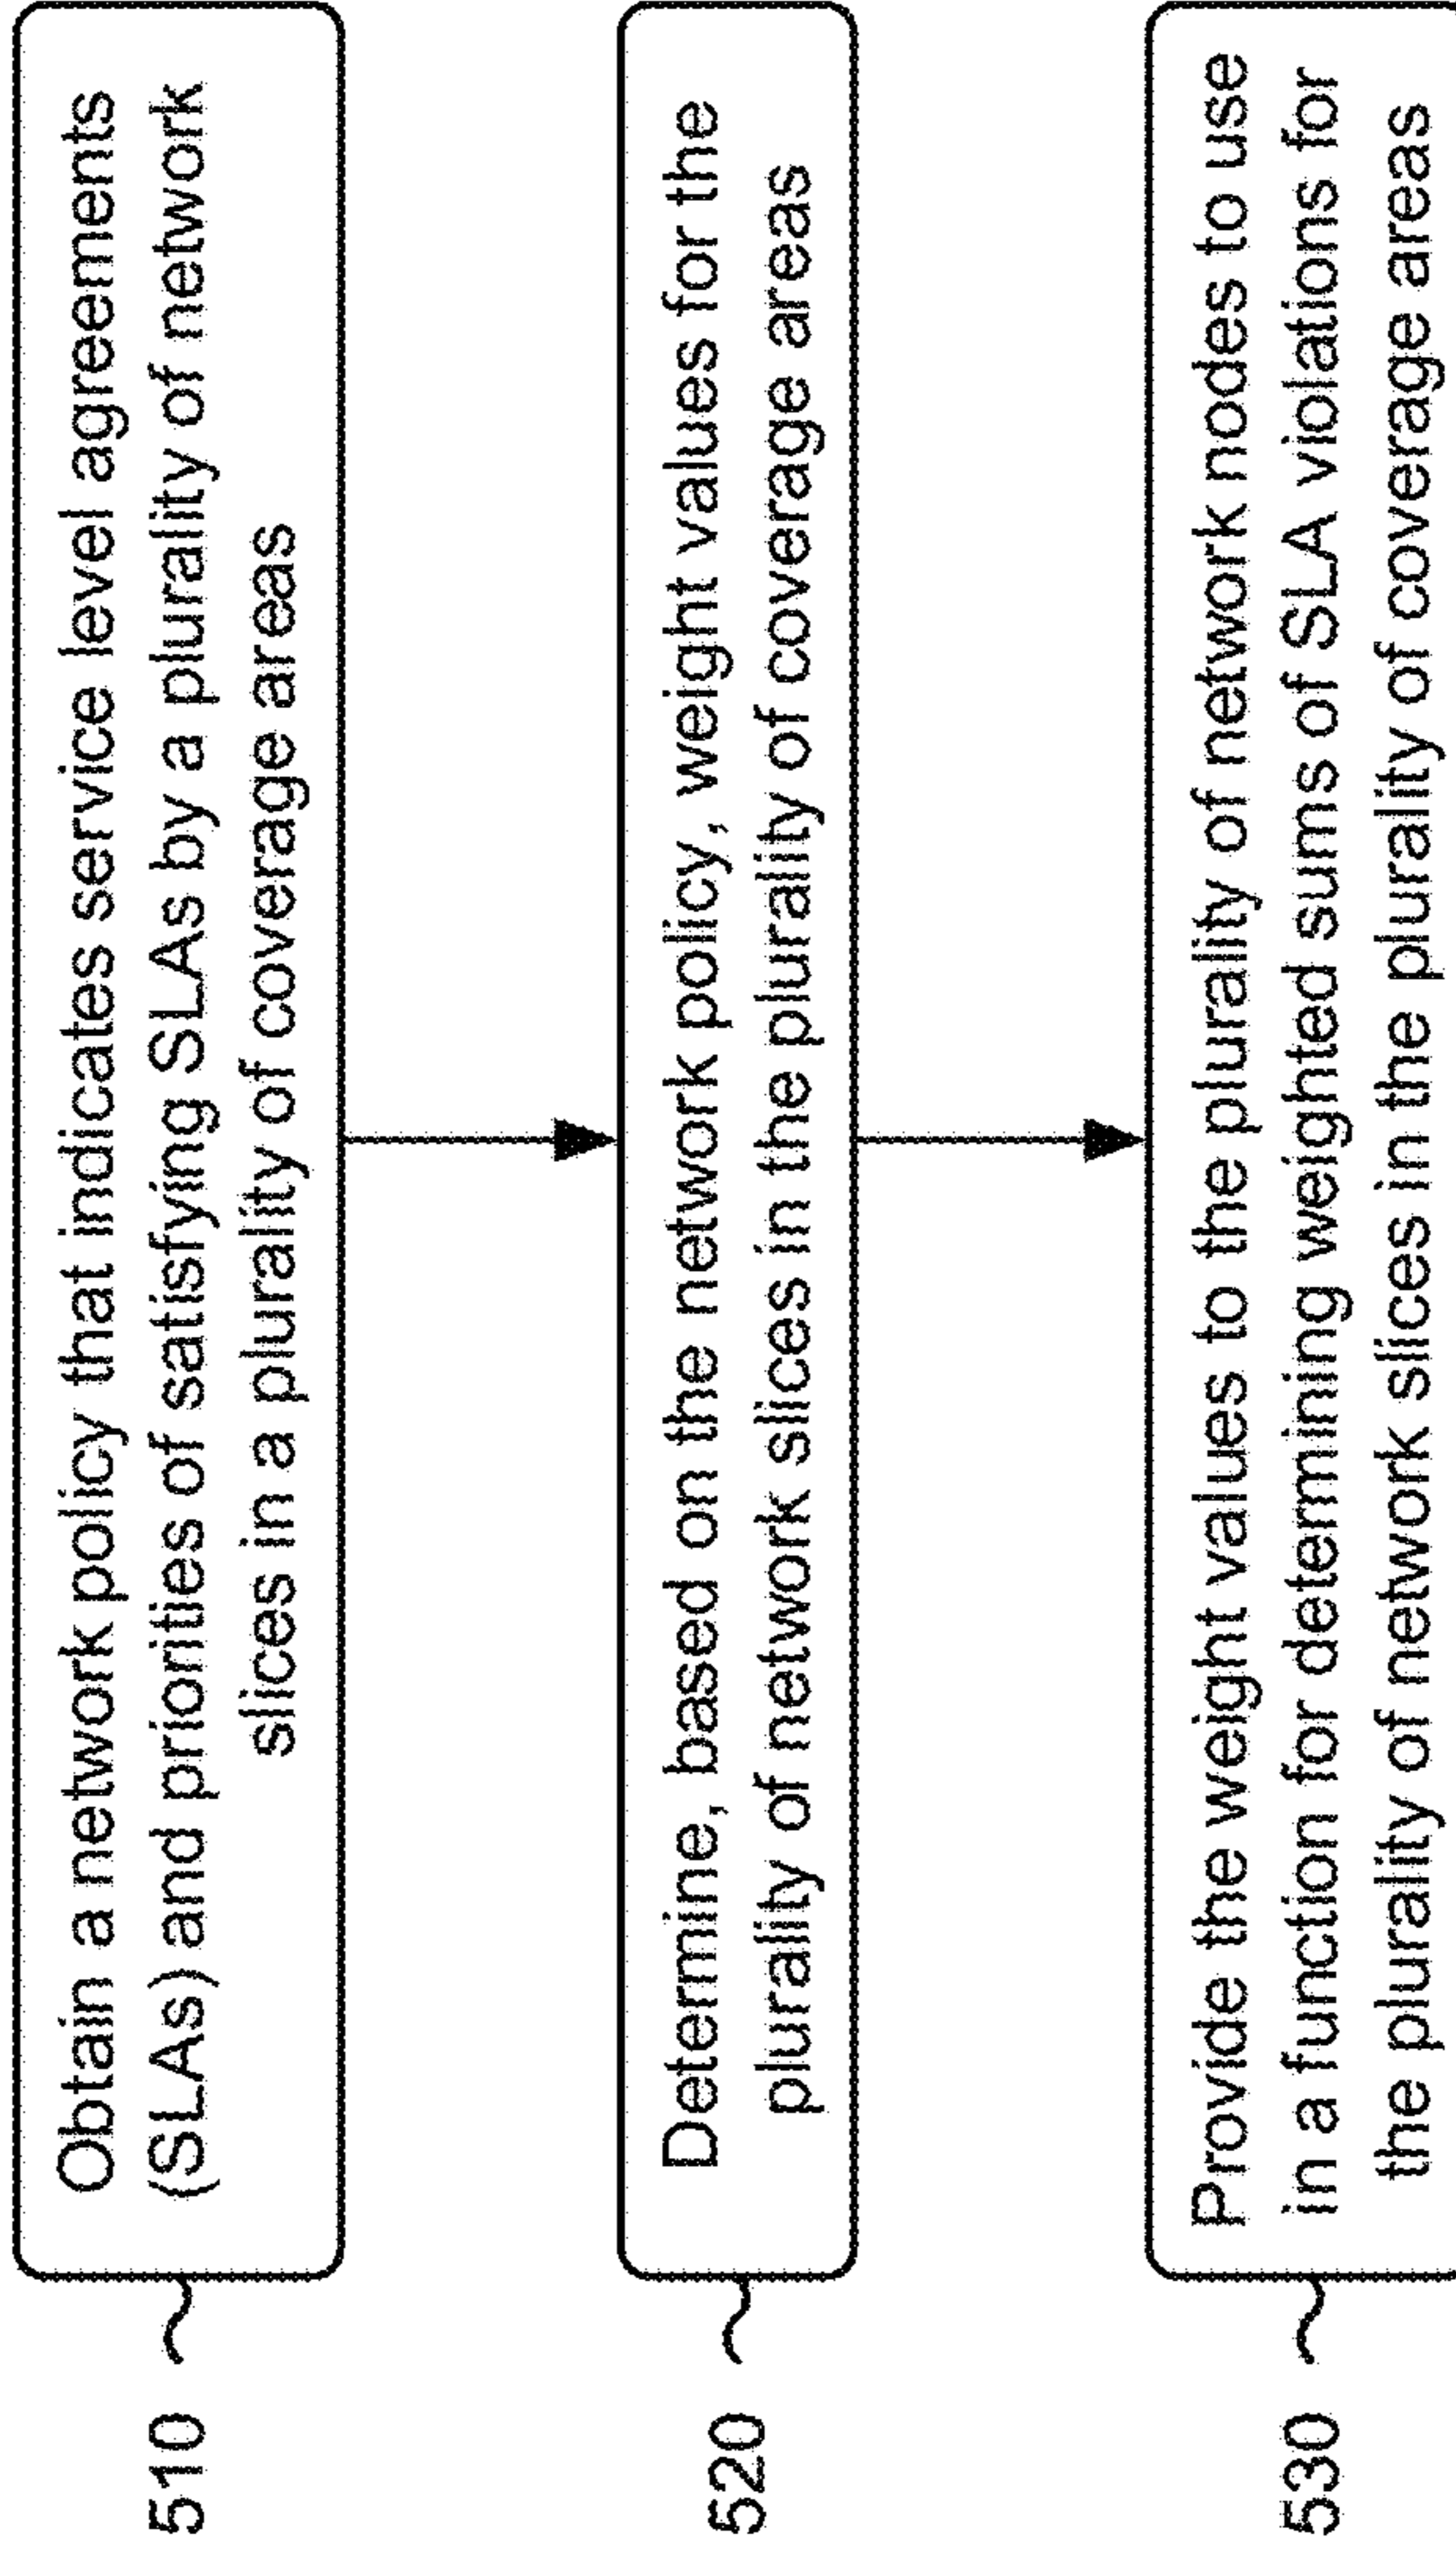 510
Obtain a network policy that indicates service level agreements
(SLAs) and priorities of satisfying SLAs by a plurality of network
slices in a plurality of coverage areas
520
Determine, based on the network policy, weight values for the
plurality of network slices in the plurality of coverage areas
530
Provide the weight values to the plurality of network nodes to use
in a function for determining weighted sums of SLA violations for
the plurality of network slices in the plurality of coverage areas